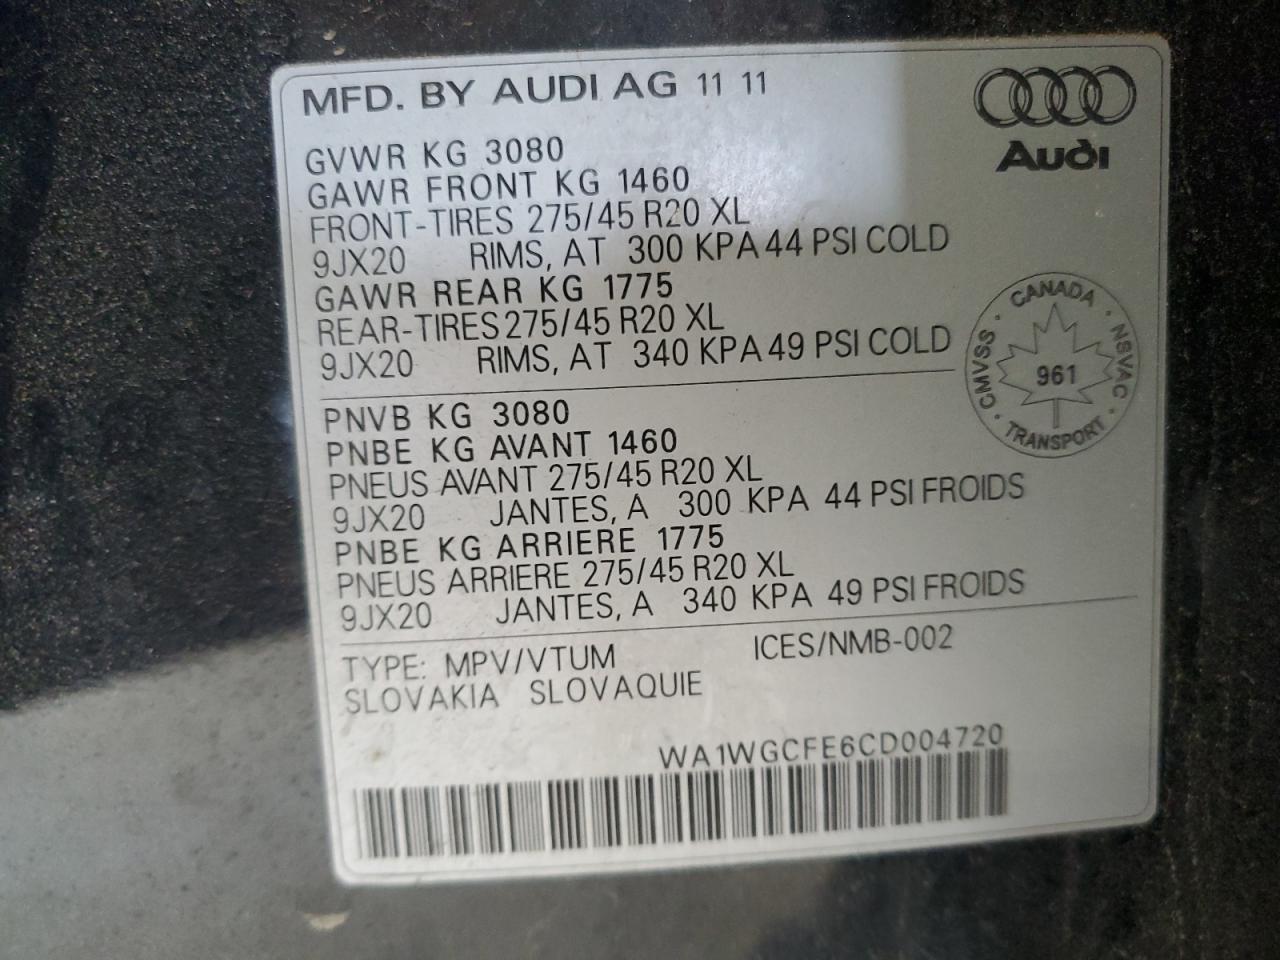 MFD. BY AUDI AG 11 11
Audi
GVWR KG 3080
GAWR FRONT KG 1460
FRONT-TIRES 275/45 R20 XL
9JX20 RIMS, AT 300 KPA 44 PSI COLD
GAWR REAR KG 1775
REAR-TIRES 275/45 R20 XL
9JX20 RIMS, AT 340 KPA 49 PSI COLD
CANADA
NSVAC
TRANSPORT
CMVSS
961
PNVB KG 3080
PNBE KG AVANT 1460
PNEUS AVANT 275/45 R20 XL
9JX20 JANTES, A 300 KPA 44 PSI FROIDS
PNBE KG ARRIERE 1775
PNEUS ARRIERE 275/45 R20 XL
9JX20 JANTES, A 340 KPA 49 PSI FROIDS
TYPE: MPV/VTUM ICES/NMB-002
SLOVAKIA SLOVAQUIE
WA1WGCFE6CD004720